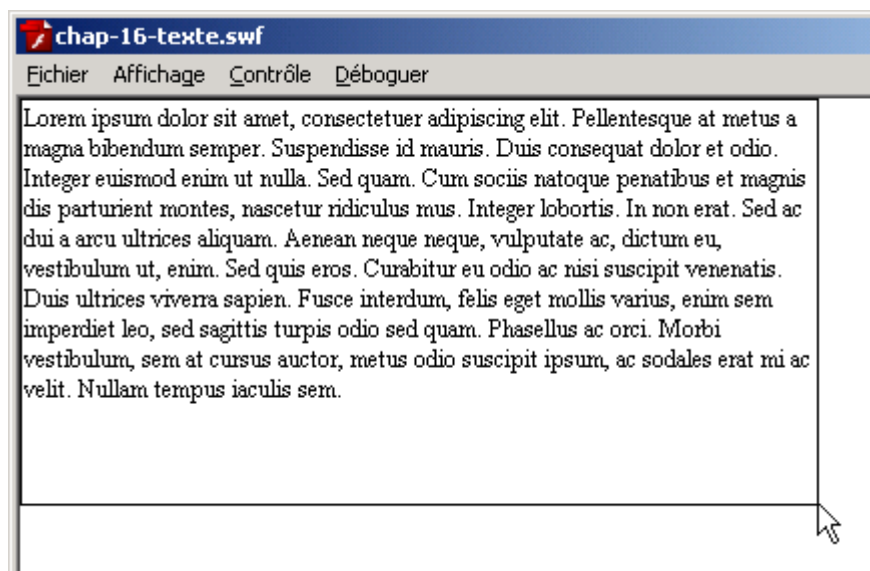 chap-16-texte.swf
Fichier Affichage Contrôle Déboguer
Lorem ipsum dolor sit amet, consectetuer adipiscing elit. Pellentesque at metus a
magna bibendum semper. Suspendisse id mauris. Duis consequat dolor et odio.
Integer euismod enim ut nulla. Sed quam. Cum sociis natoque penatibus et magnis
dis parturient montes, nascetur ridiculus mus. Integer lobortis. In non erat. Sed ac
dui a arcu ultrices aliquam. Aenean neque neque, vulputate ac, dictum eu,
vestibulum ut, enim. Sed quis eros. Curabitur eu odio ac nisi suscipit venenatis.
Duis ultrices viverra sapien. Fusce interdum, felis eget mollis varius, enim sem
imperdiet leo, sed sagittis turpis odio sed quam. Phasellus ac orci. Morbi
vestibulum, sem at cursus auctor, metus odio suscipit ipsum, ac sodales erat mi ac
velit. Nullam tempus iaculis sem.